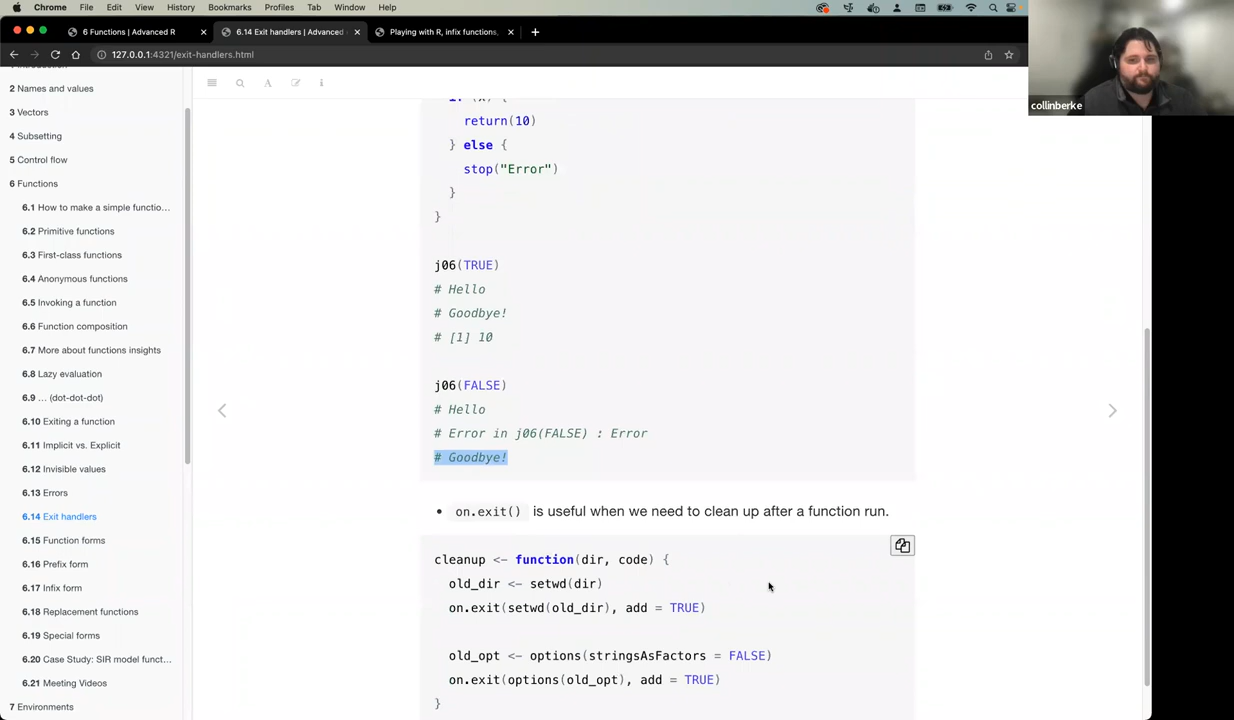 Chrome File Edit View History Bookmarks Profiles Tab Window Help
6 Functions | Advanced R
6.14 Exit handlers | Advanced
Playing with R, infix functions,
127.0.0.1:4321/exit-handlers.html
collinberke
2 Names and values
3 Vectors
4 Subsetting
5 Control flow
6 Functions
6.1 How to make a simple functio...
6.2 Primitive functions
6.3 First-class functions
6.4 Anonymous functions
6.5 Invoking a function
6.6 Function composition
6.7 More about functions insights
6.8 Lazy evaluation
6.9 ... (dot-dot-dot)
6.10 Exiting a function
6.11 Implicit vs. Explicit
6.12 Invisible values
6.13 Errors
6.14 Exit handlers
6.15 Function forms
6.16 Prefix form
6.17 Infix form
6.18 Replacement functions
6.19 Special forms
6.20 Case Study: SIR model funct...
6.21 Meeting Videos
7 Environments
if (x) {
return(10)
} else {
stop("Error")
}
}
j06(TRUE)
# Hello
# Goodbye!
# [1] 10
j06(FALSE)
# Hello
# Error in j06(FALSE) : Error
# Goodbye!
• on.exit() is useful when we need to clean up after a function run.
cleanup <- function(dir, code) {
old_dir <- setwd(dir)
on.exit(setwd(old_dir), add = TRUE)
old_opt <- options(stringsAsFactors = FALSE)
on.exit(options(old_opt), add = TRUE)
}